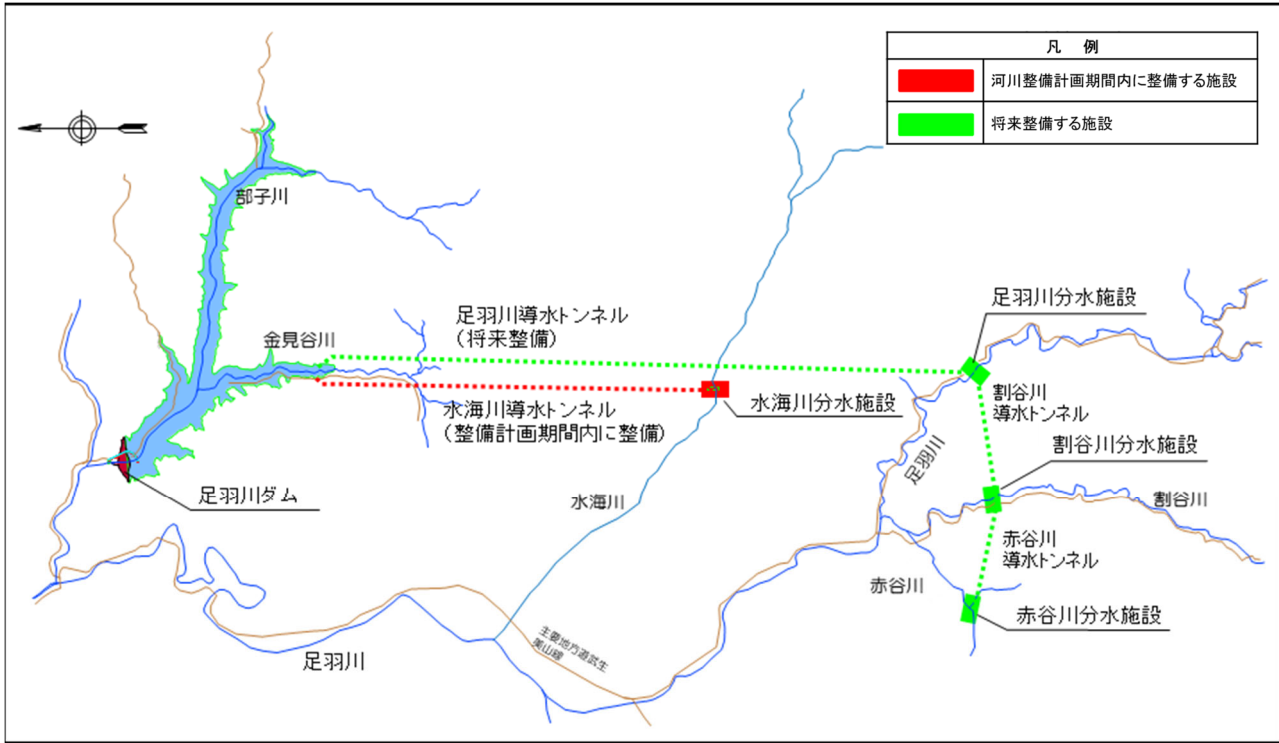 凡 例
河川整備計画期間内に整備する施設
将来整備する施設
部子川
金見谷川
足羽川導水トンネル
(将来整備)
足羽川分水施設
水海川導水トンネル
(整備計画期間内に整備)
水海川分水施設
割谷川
導水トンネル
割谷川分水施設
足羽川
足羽川ダム
水海川
割谷川
赤谷川
導水トンネル
赤谷川
赤谷川分水施設
主要地方道武生
美山線
足羽川